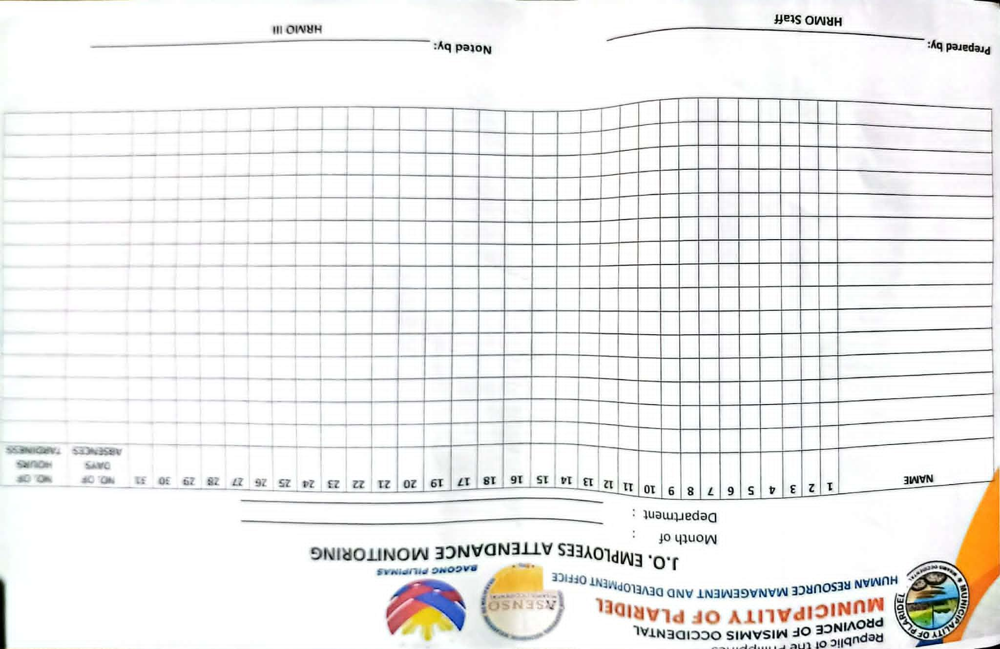 Republic of the Philippines
PROVINCE OF MISAMIS OCCIDENTAL
MUNICIPALITY OF PLARIDEL
HUMAN RESOURCE MANAGEMENT AND DEVELOPMENT OFFICE
MUNICIPALITY OF PLARIDEL
MISAMIS OCCIDENTAL
ASENSO
MISAMIS OCCIDENTAL
BAGONG PILIPINAS
J.O. EMPLOYEES ATTENDANCE MONITORING
Month of :
Department :
NAME 1 2 3 4 5 6 7 8 9 10 11 12 13 14 15 16 18 17 19 20 21 22 23 24 25 26 27 28 29 30 31 NO. OF DAYS ABSENCES NO. OF HOURS TARDINESS
Prepared by: Noted by:
HRMO Staff HRMO III